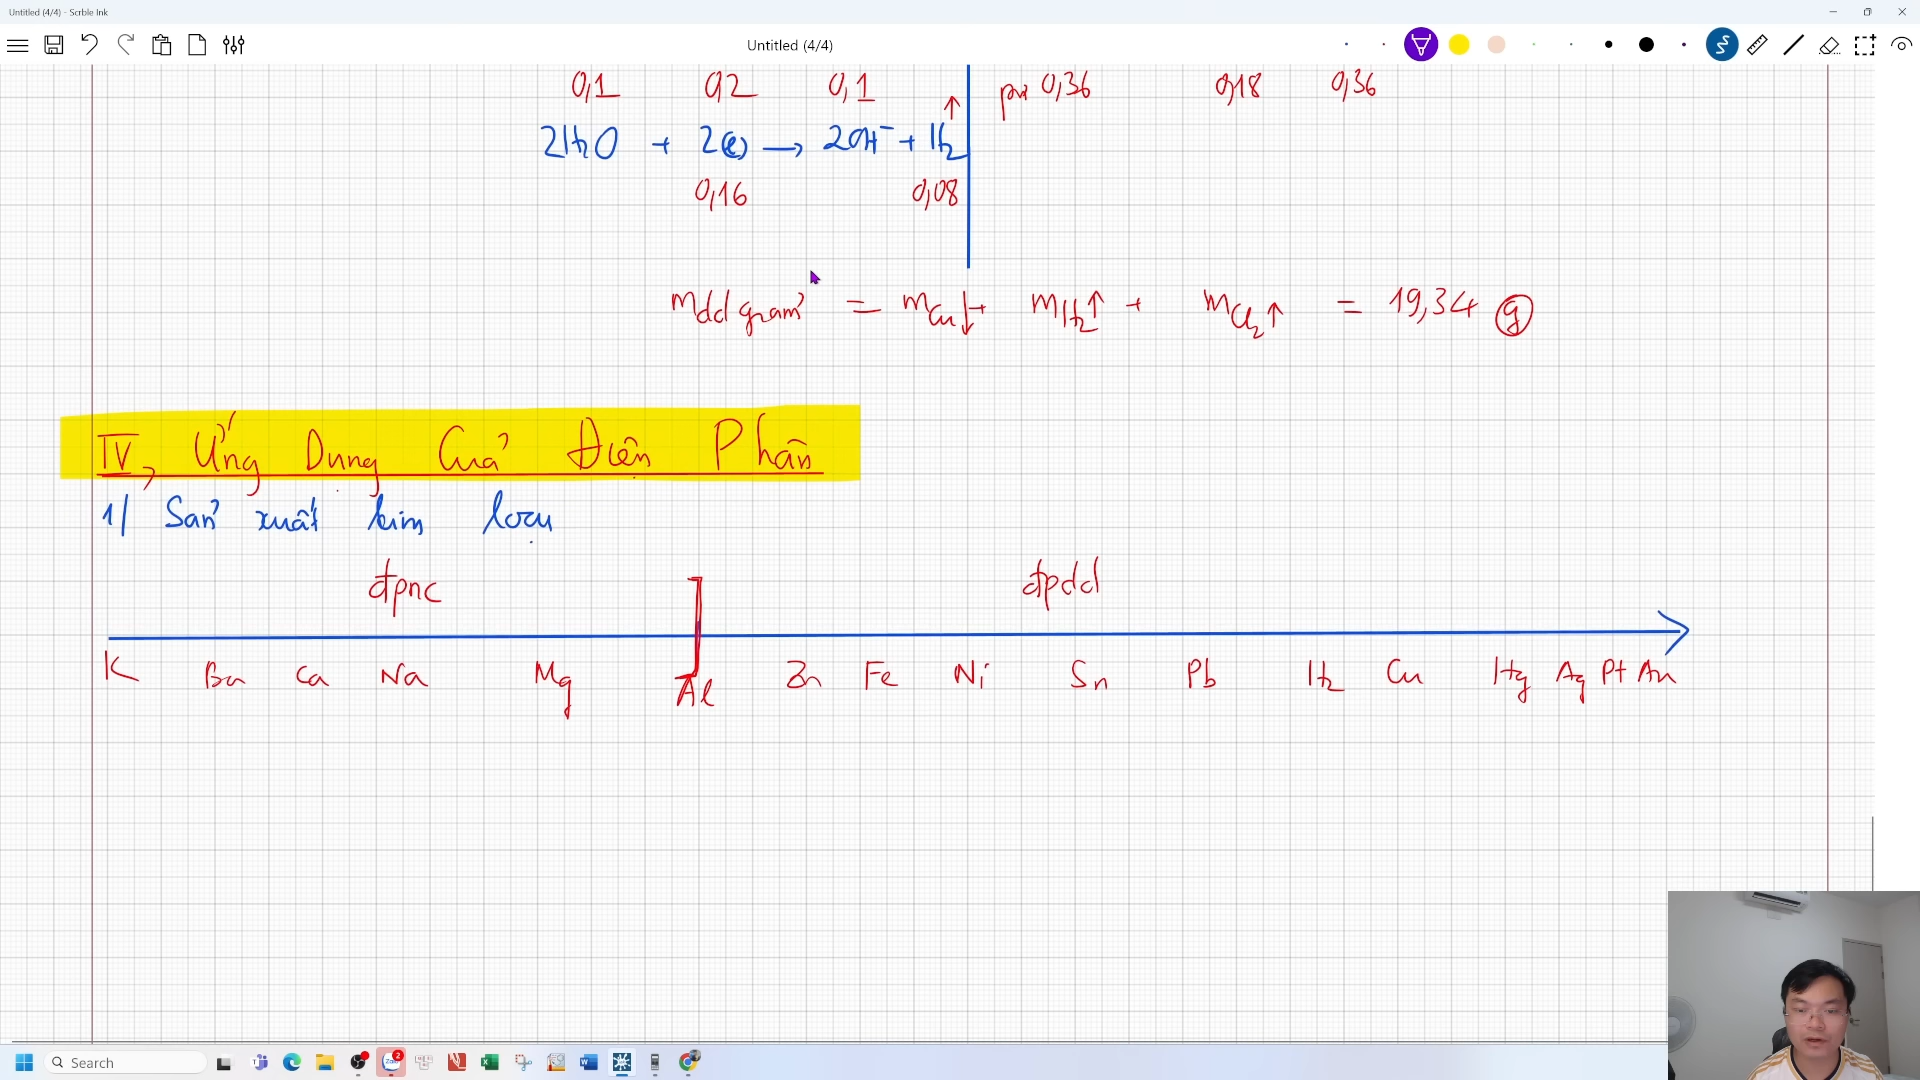 Untitled (4/4) - Scrble Ink
Untitled (4/4)
0,1 0,2 0,1 pư 0,36 0,18 0,36
2H2O + 2(e) → 2OH⁻ + H2 ↑
0,16 0,08
mdd giảm = mCu↓ + mH2↑ + mCl2↑ = 19,34 (g)
IV, Ứng Dụng Của Điện Phân
1/ Sản xuất kim loại
đpnc đpdd
K Ba Ca Na Mg Al Zn Fe Ni Sn Pb H2 Cu Hg Ag Pt Au
Search
2